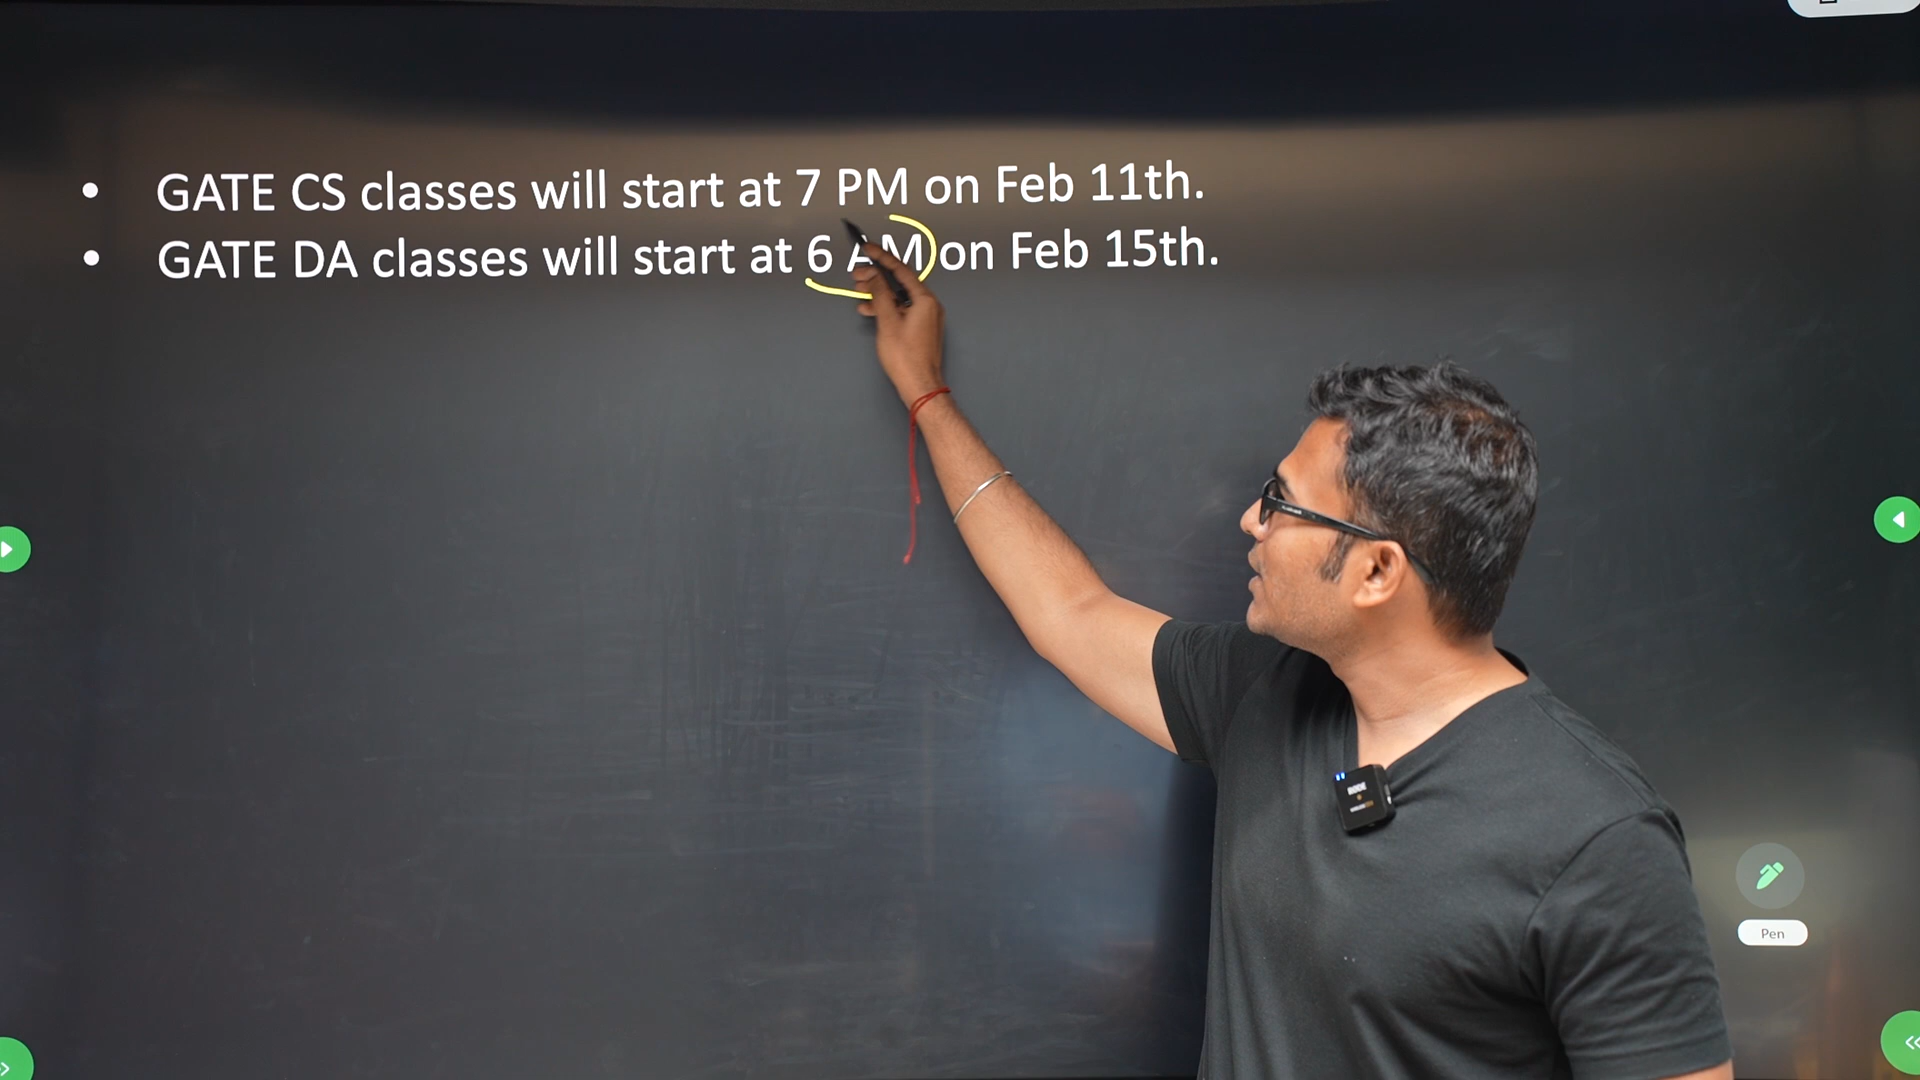 • GATE CS classes will start at 7 PM on Feb 11th.
• GATE DA classes will start at 6 AM on Feb 15th.
RODE
Pen